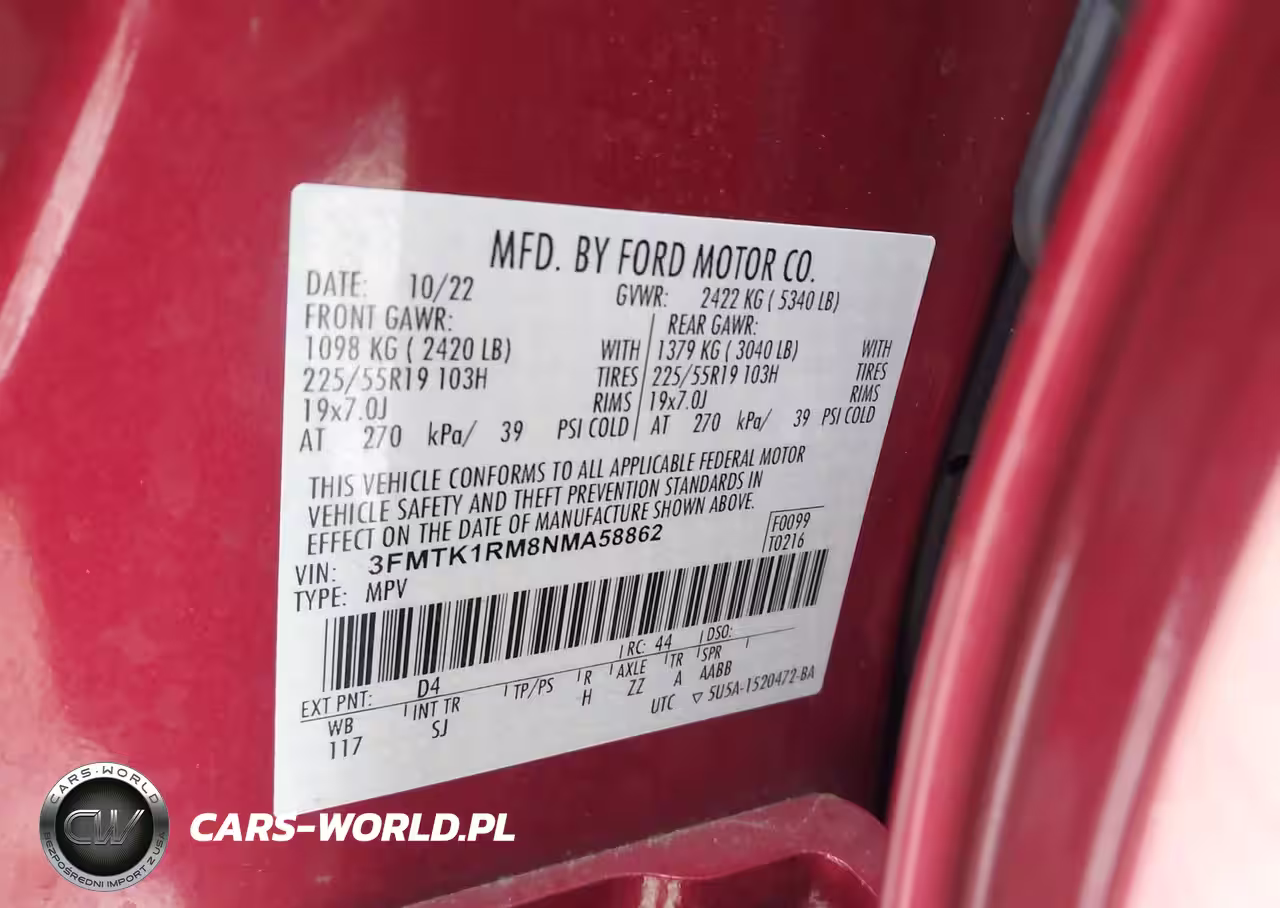 MFD. BY FORD MOTOR CO.
DATE: 10/22 GVWR: 2422 KG ( 5340 LB)
FRONT GAWR: REAR GAWR:
1098 KG ( 2420 LB) WITH 1379 KG ( 3040 LB) WITH
225/55R19 103H TIRES 225/55R19 103H TIRES
19x7.0J RIMS 19x7.0J RIMS
AT 270 kPa/ 39 PSI COLD AT 270 kPa/ 39 PSI COLD
THIS VEHICLE CONFORMS TO ALL APPLICABLE FEDERAL MOTOR
VEHICLE SAFETY AND THEFT PREVENTION STANDARDS IN
EFFECT ON THE DATE OF MANUFACTURE SHOWN ABOVE.
VIN: 3FMTK1RM8NMA58862 F0099
TYPE: MPV T0216
EXT PNT: D4 RC: 44 DSO:
WB INT TR TP/PS R AXLE TR SPR
117 SJ H ZZ A AABB
UTC ▽ 5U5A-1520472-BA
CARS-WORLD
CW
BEZPOŚREDNI IMPORT Z USA
CARS-WORLD.PL